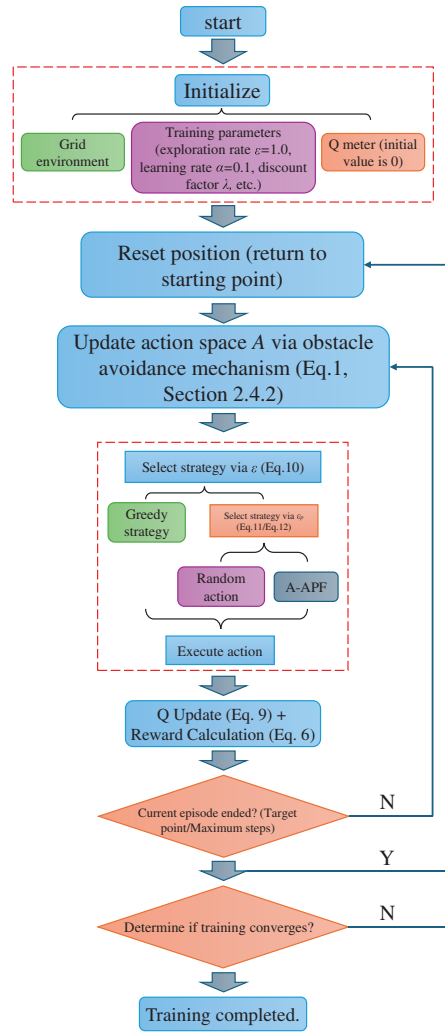 start
Initialize
Grid
environment
Training parameters
(exploration rate ε=1.0,
learning rate α=0.1, discount
factor λ, etc.)
Q meter (initial
value is 0)
Reset position (return to
starting point)
Update action space A via obstacle
avoidance mechanism (Eq.1,
Section 2.4.2)
Select strategy via ε (Eq.10)
Greedy
strategy
Select strategy via εₚ
(Eq.11/Eq.12)
Random
action
A-APF
Execute action
Q Update (Eq. 9) +
Reward Calculation (Eq. 6)
Current episode ended? (Target
point/Maximum steps)
N
Y
Determine if training converges?
N
Training completed.